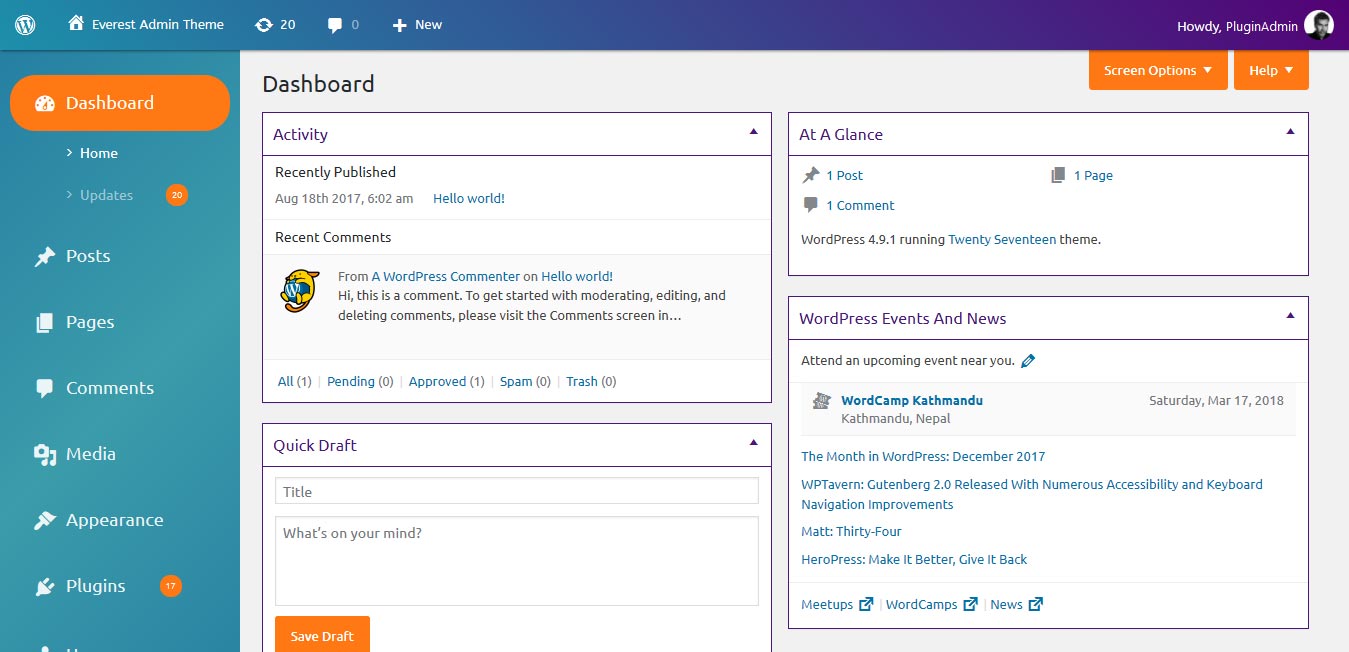 Everest Admin Theme 20 0 New Howdy, PluginAdmin
Screen Options Help
Dashboard
Home
Updates 20
Posts
Pages
Comments
Media
Appearance
Plugins 17
Dashboard
Activity
Recently Published
Aug 18th 2017, 6:02 am Hello world!
Recent Comments
From A WordPress Commenter on Hello world!
Hi, this is a comment. To get started with moderating, editing, and
deleting comments, please visit the Comments screen in…
All (1) | Pending (0) | Approved (1) | Spam (0) | Trash (0)
Quick Draft
Title
What's on your mind?
Save Draft
At A Glance
1 Post 1 Page
1 Comment
WordPress 4.9.1 running Twenty Seventeen theme.
WordPress Events And News
Attend an upcoming event near you.
WordCamp Kathmandu Saturday, Mar 17, 2018
Kathmandu, Nepal
The Month in WordPress: December 2017
WPTavern: Gutenberg 2.0 Released With Numerous Accessibility and Keyboard
Navigation Improvements
Matt: Thirty-Four
HeroPress: Make It Better, Give It Back
Meetups | WordCamps | News